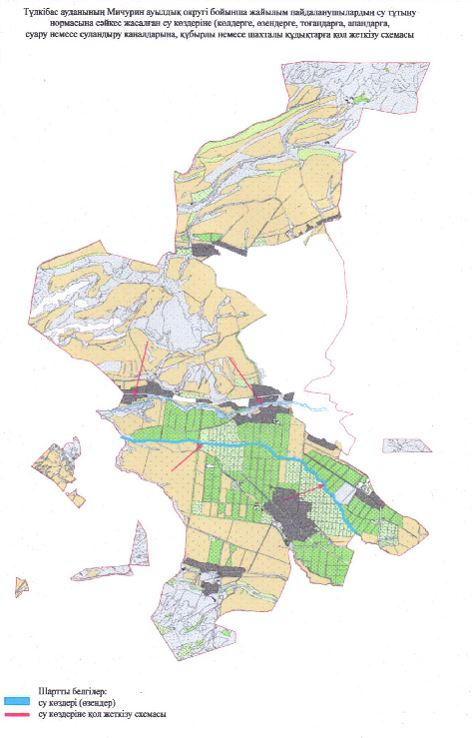 Түлкібас ауданының Мичурин ауылдық округі бойынша жайылым пайдаланушылардың су тұтыну
нормасына сәйкес жасалған су көздеріне (көлдерге, өзендерге, тоғандарға, апандарға,
суару немесе суландыру каналдарына, құбырлы немесе шахталы құдықтарға қол жеткізу схемасы
Шартты белгілер:
су көздері (өзендер)
су көздеріне қол жеткізу схемасы